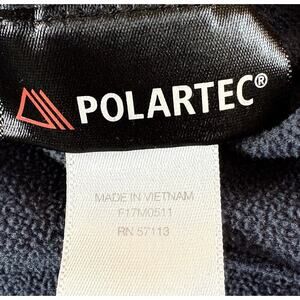 POLARTEC®
MADE IN VIETNAM
F17M0511
RN 57113